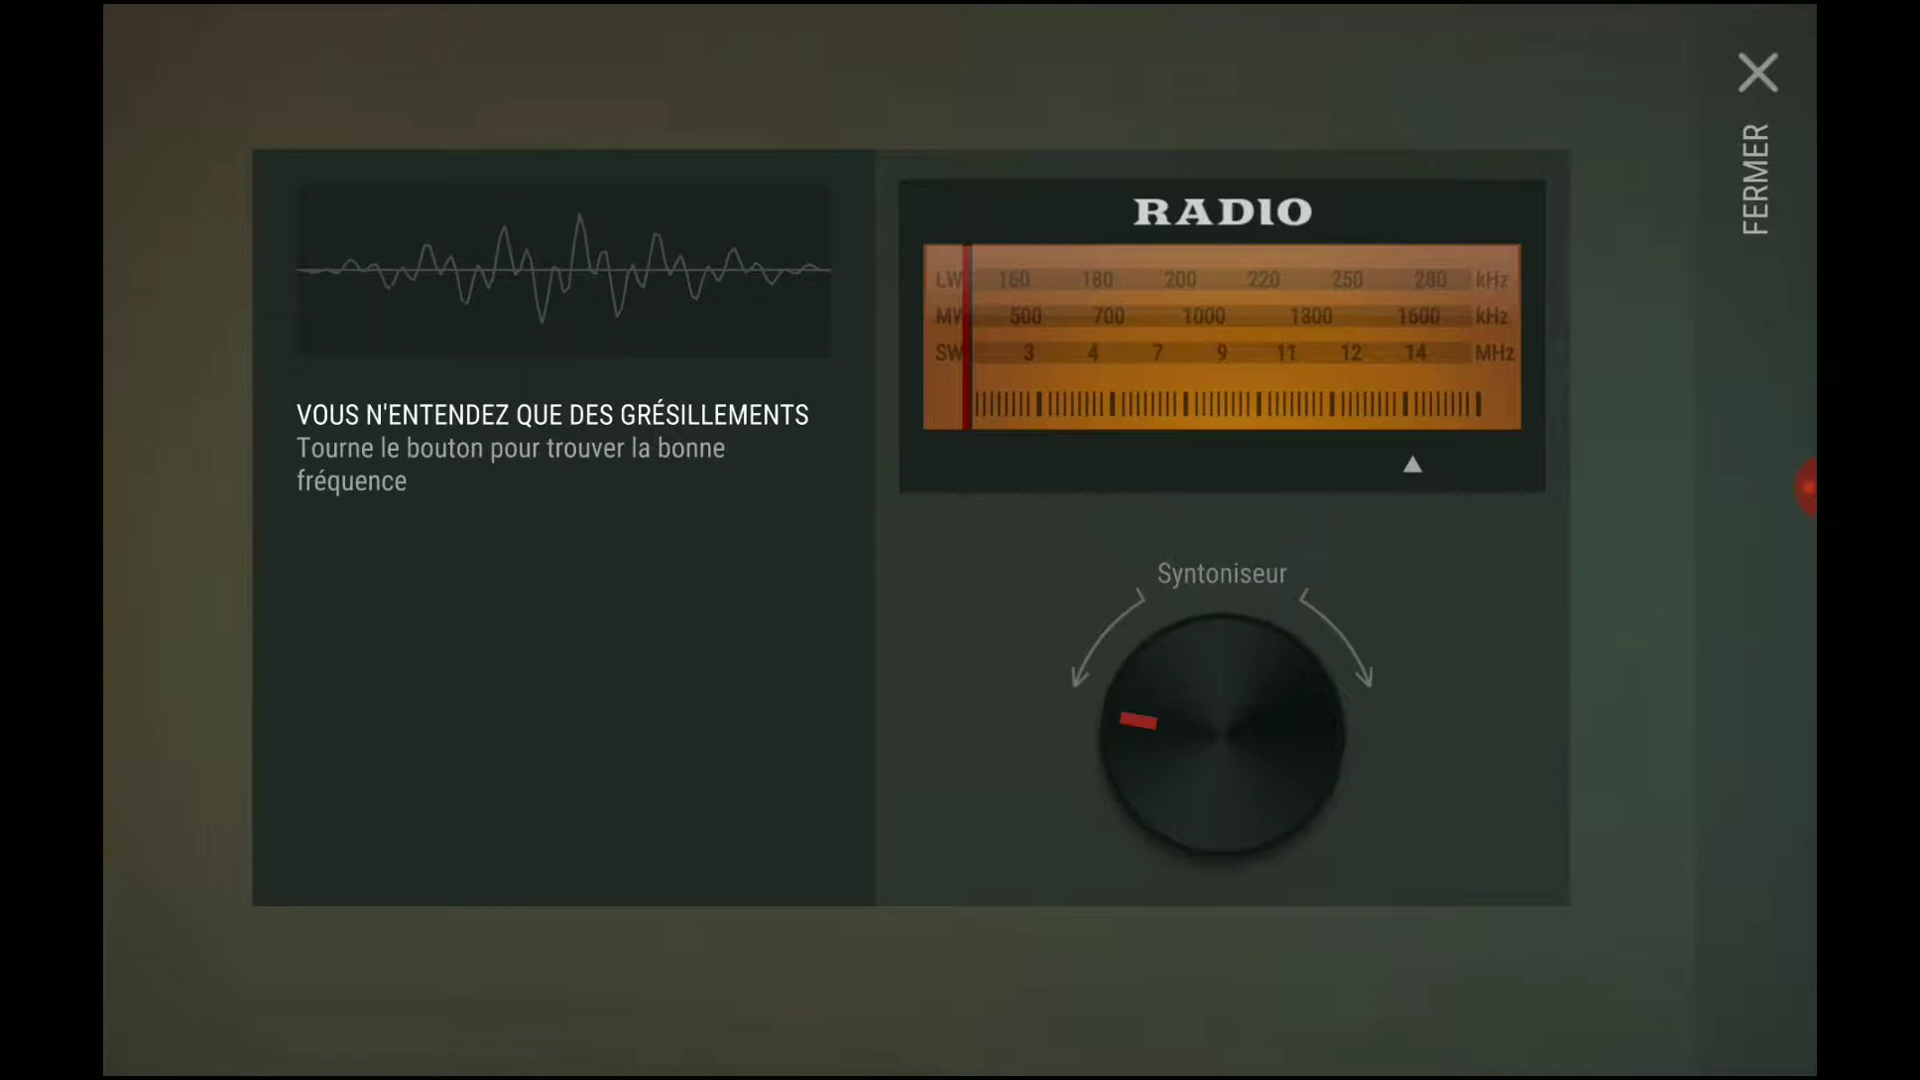 FERMER
VOUS N'ENTENDEZ QUE DES GRÉSILLEMENTS
Tourne le bouton pour trouver la bonne
fréquence
RADIO
LW 160 180 200 220 250 280 kHz
MW 500 700 1000 1300 1600 kHz
SW 3 4 7 9 11 12 14 MHz
Syntoniseur